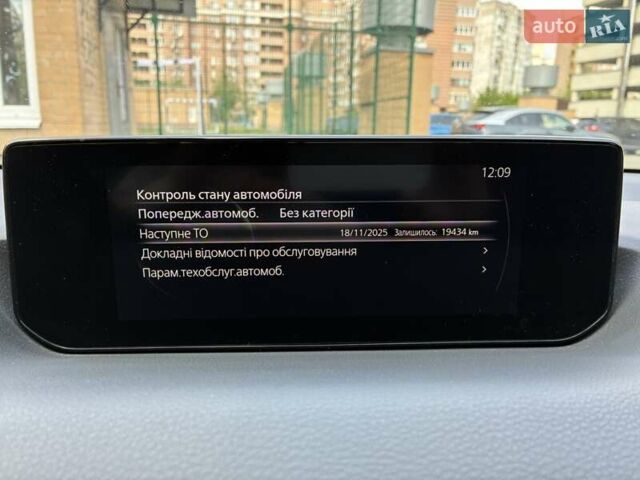 auto RIA
12:09
Контроль стану автомобіля
Попередж.автомоб. Без категорії
Наступне ТО 18/11/2025 Залишилось: 19434 km
Докладні відомості про обслуговування
Парам.техобслуг.автомоб.